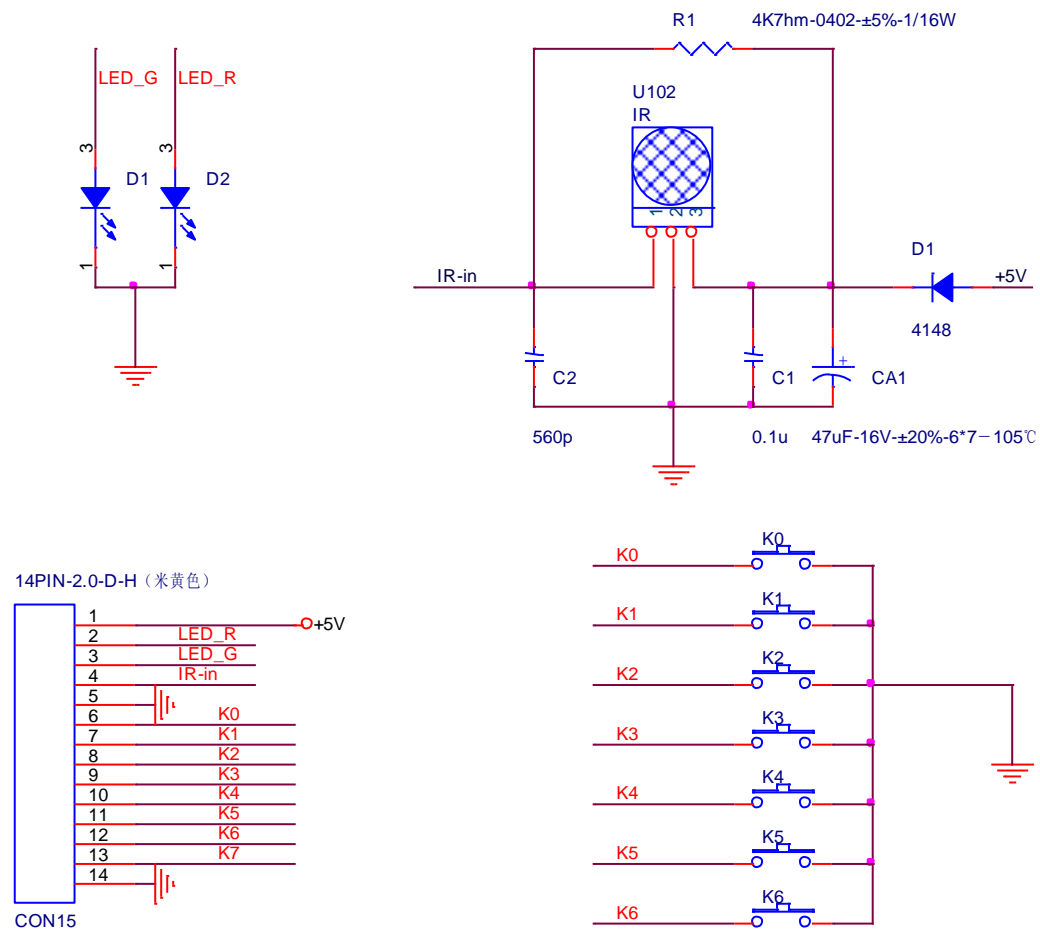 LED_G
LED_R
3
3
D1
D2
1
1
R1
4K7hm-0402-±5%-1/16W
U102
IR
1
2
3
IR-in
D1
+5V
4148
C2
C1
+
CA1
560p
0.1u
47uF-16V-±20%-6*7－105℃
14PIN-2.0-D-H（米黄色）
1
+5V
2
LED_R
3
LED_G
4
IR-in
5
6
K0
7
K1
8
K2
9
K3
10
K4
11
K5
12
K6
13
K7
14
CON15
K0
K0
K1
K1
K2
K2
K3
K3
K4
K4
K5
K5
K6
K6